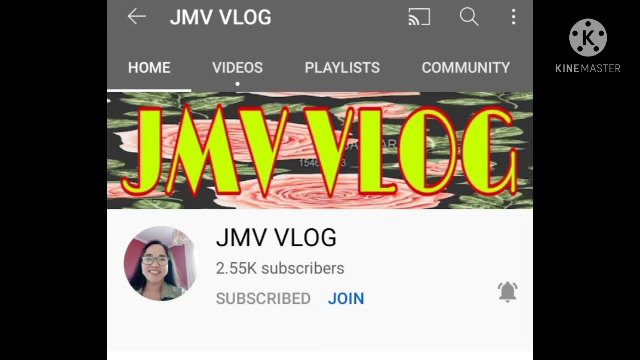 JMV VLOG
KINEMASTER
HOME VIDEOS PLAYLISTS COMMUNITY
JMV VLOG
JMV VLOG
2.55K subscribers
SUBSCRIBED JOIN